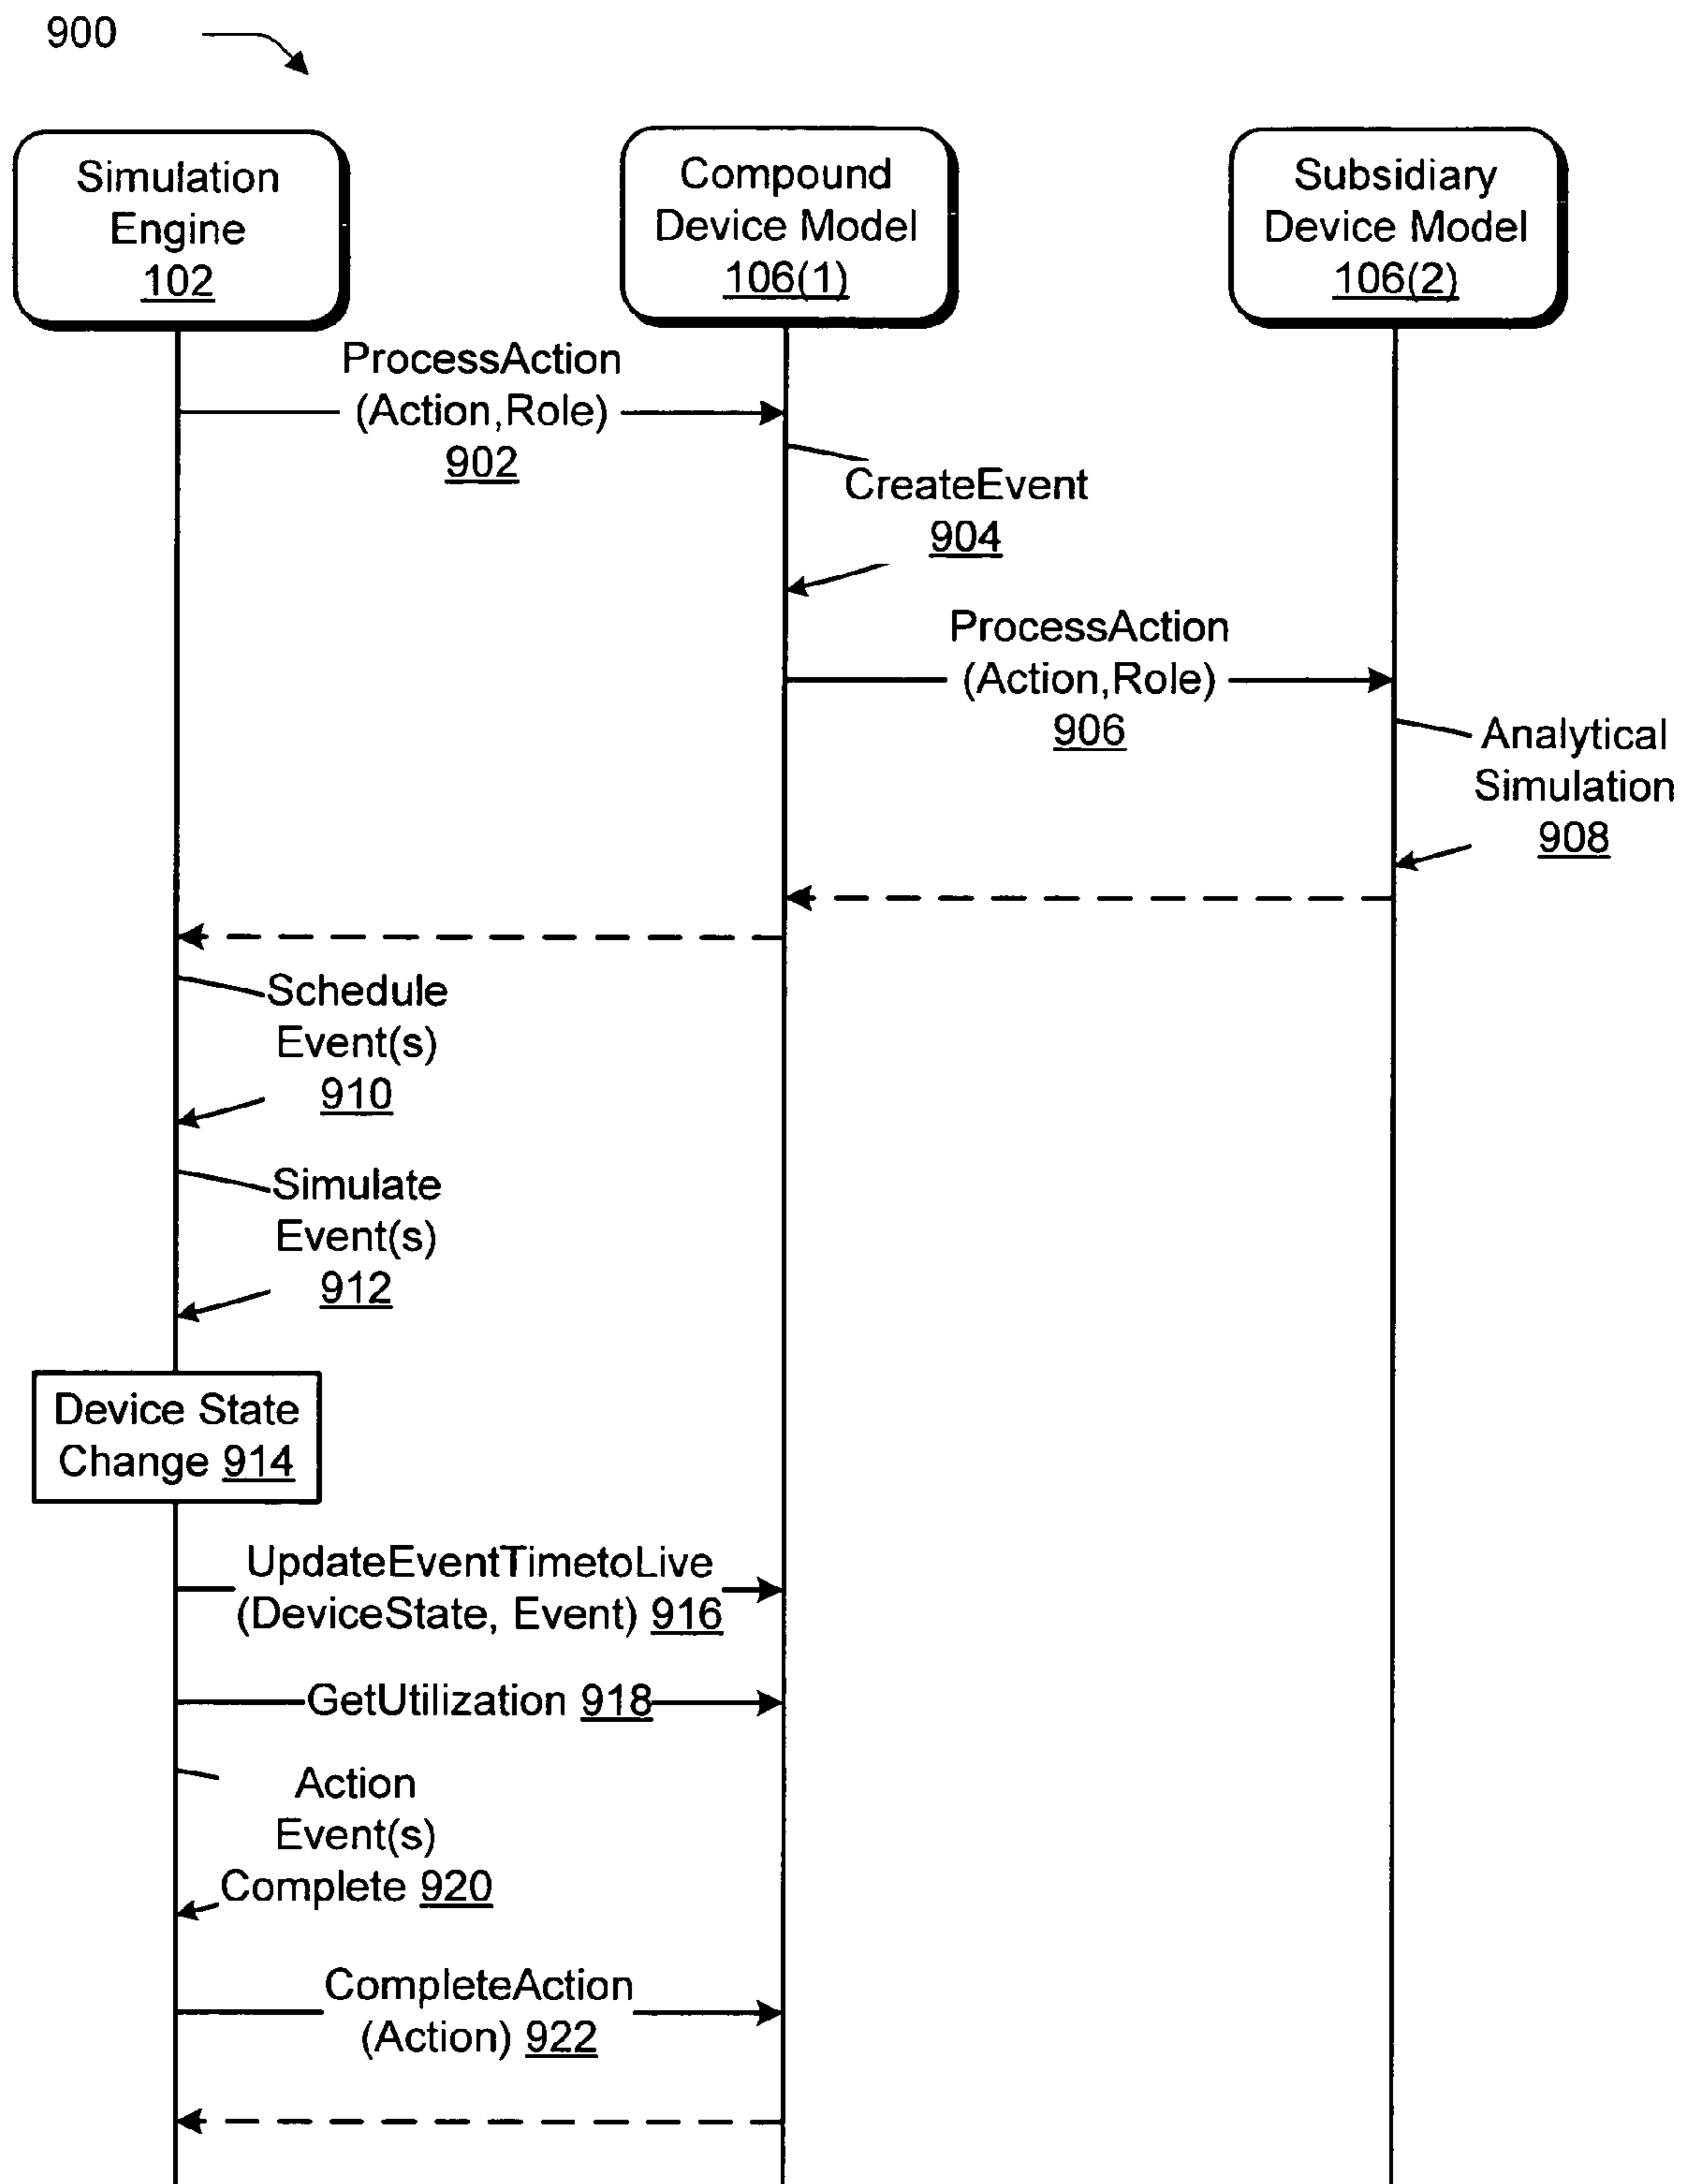 900
Simulation
Engine
102
Compound
Device Model
106(1)
Subsidiary
Device Model
106(2)
ProcessAction
(Action,Role)
902
CreateEvent
904
ProcessAction
(Action,Role)
906
Analytical
Simulation
908
Schedule
Event(s)
910
Simulate
Event(s)
912
Device State
Change 914
UpdateEventTimetoLive
(DeviceState, Event) 916
GetUtilization 918
Action
Event(s)
Complete 920
CompleteAction
(Action) 922